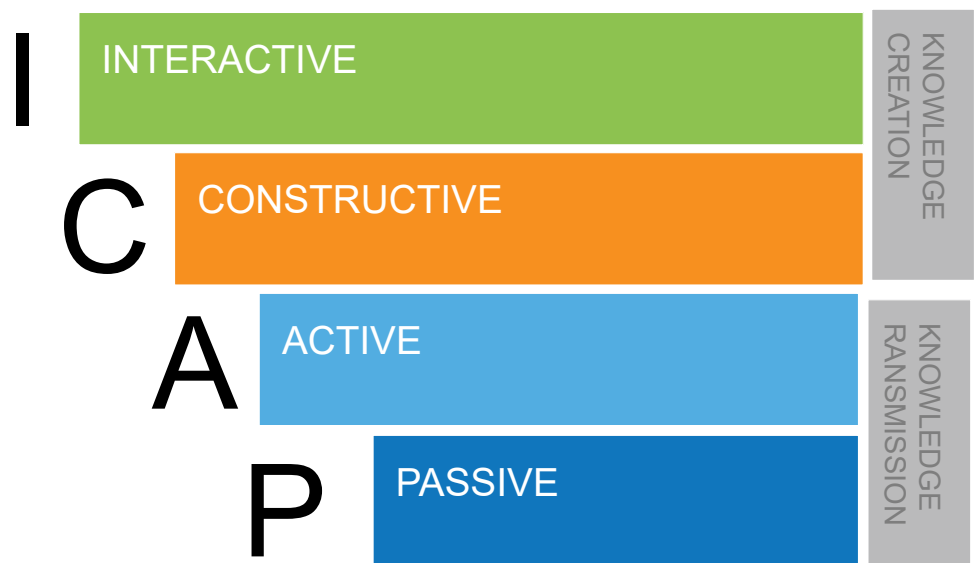 I
INTERACTIVE
C
CONSTRUCTIVE
A
ACTIVE
P
PASSIVE
KNOWLEDGE
CREATION
KNOWLEDGE
RANSMISSION